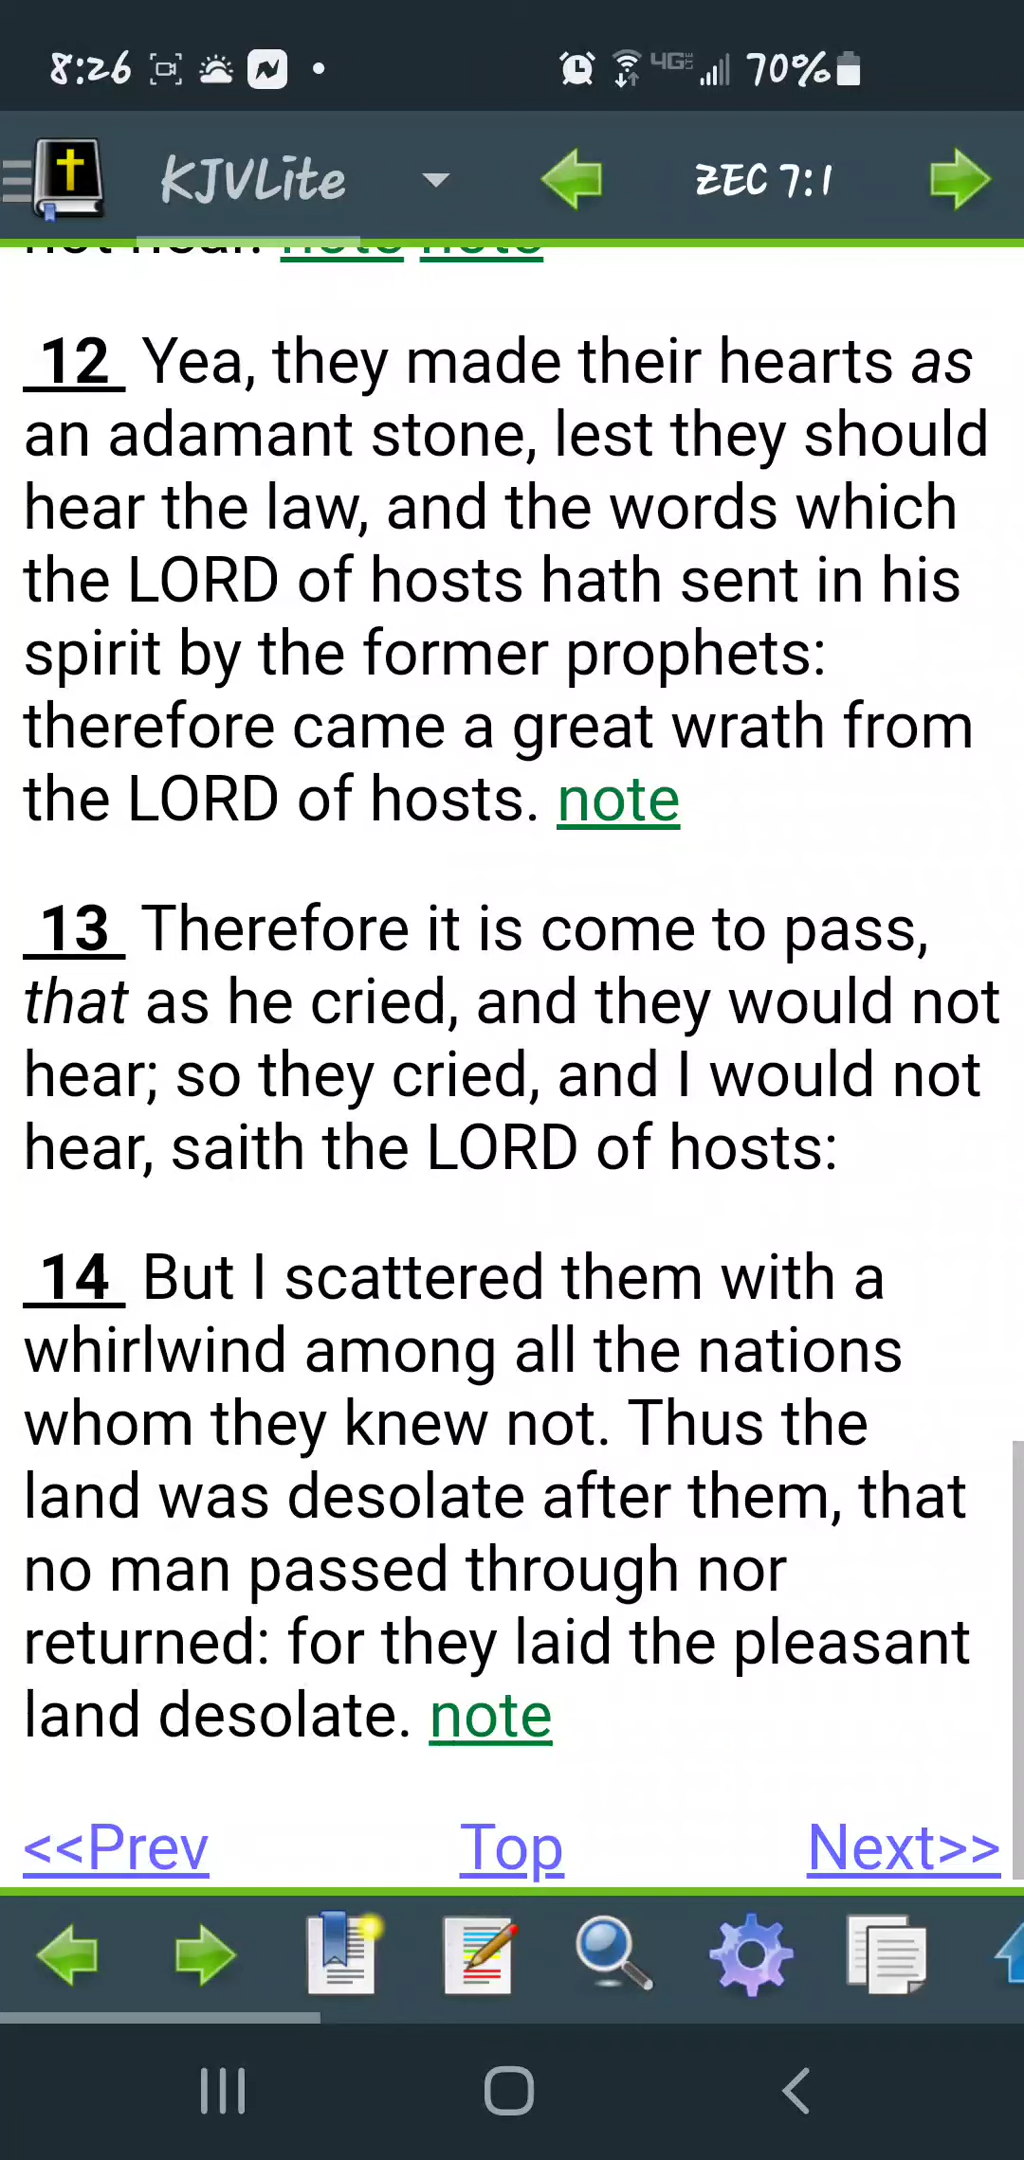 8:26 4GE 70%
KJVLite ZEC 7:1
not hear. note note
12 Yea, they made their hearts as
an adamant stone, lest they should
hear the law, and the words which
the LORD of hosts hath sent in his
spirit by the former prophets:
therefore came a great wrath from
the LORD of hosts. note
13 Therefore it is come to pass,
that as he cried, and they would not
hear; so they cried, and I would not
hear, saith the LORD of hosts:
14 But I scattered them with a
whirlwind among all the nations
whom they knew not. Thus the
land was desolate after them, that
no man passed through nor
returned: for they laid the pleasant
land desolate. note
<<Prev Top Next>>